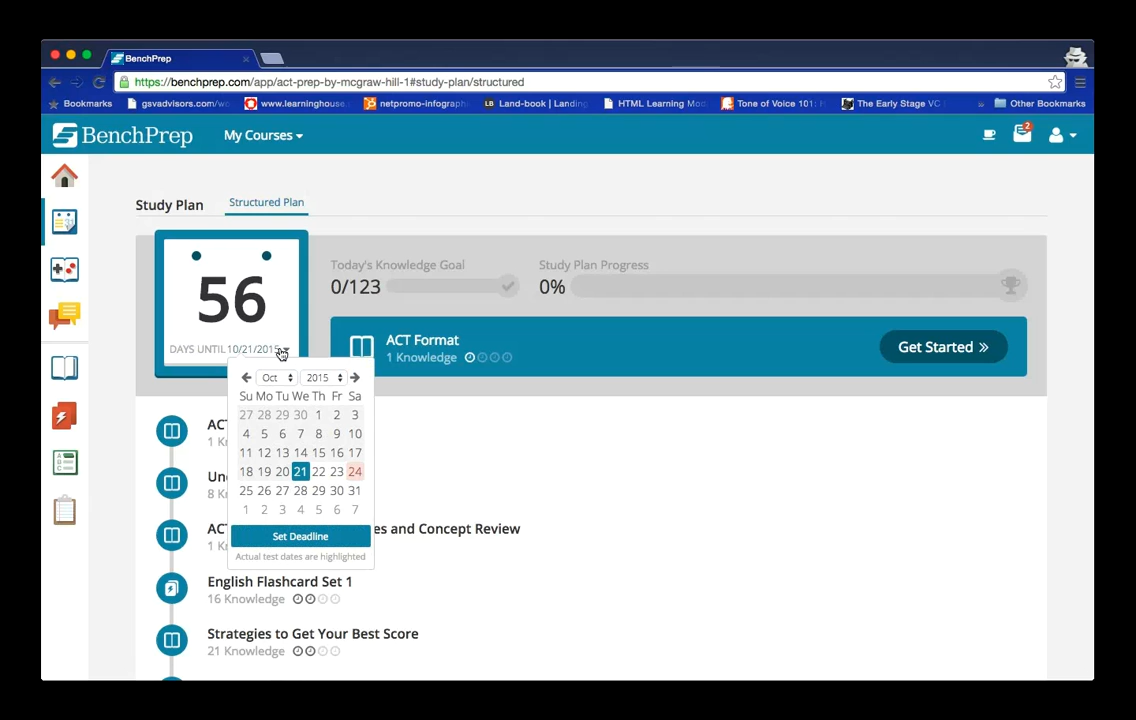 BenchPrep
https://benchprep.com/app/act-prep-by-mcgraw-hill-1#study-plan/structured
Bookmarks gsvadvisors.com/w www.learninghouse. netpromo-infograph LB Land-book | Landing HTML Learning Mod Tone of Voice 101: The Early Stage VC » Other Bookmarks
BenchPrep My Courses 2
Study Plan Structured Plan
56
DAYS UNTIL 10/21/2015
Today's Knowledge Goal
0/123
Study Plan Progress
0%
ACT Format
1 Knowledge
Get Started »
Oct 2015
Su Mo Tu We Th Fr Sa
27 28 29 30 1 2 3
4 5 6 7 8 9 10
11 12 13 14 15 16 17
18 19 20 21 22 23 24
25 26 27 28 29 30 31
1 2 3 4 5 6 7
Set Deadline
Actual test dates are highlighted
AC
1 K
Un
8 K
AC es and Concept Review
1 K
English Flashcard Set 1
16 Knowledge
Strategies to Get Your Best Score
21 Knowledge